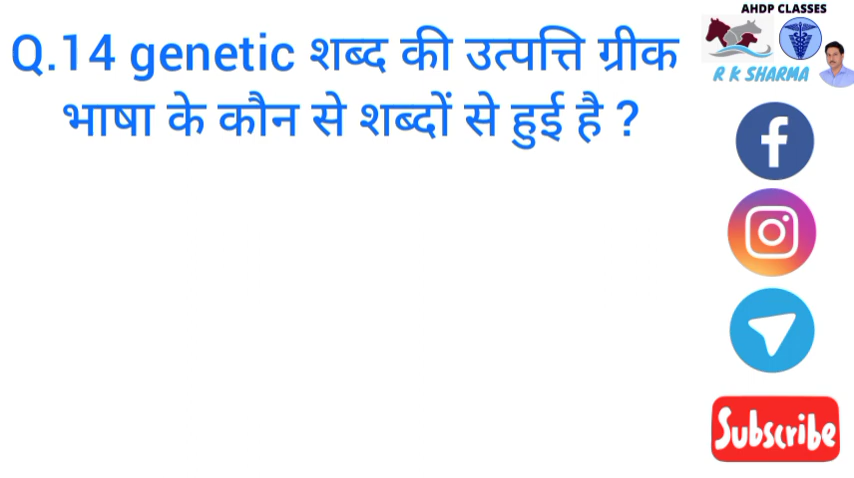 AHDP CLASSES
Q.14 genetic शब्द की उत्पत्ति ग्रीक
R K SHARMA
भाषा के कौन से शब्दों से हुई है ?
Subscribe